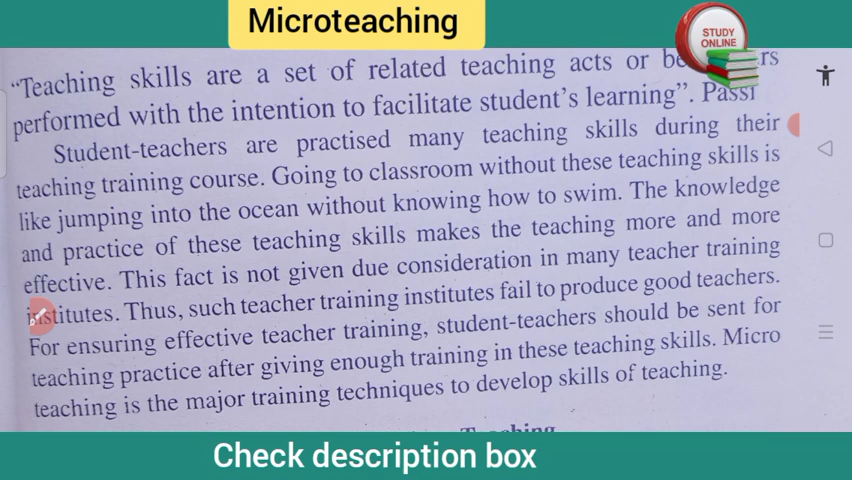 Microteaching
STUDY
ONLINE
"Teaching skills are a set of related teaching acts or
performed with the intention to facilitate student's learning". Passi
Student-teachers are practised many teaching skills during their
teaching training course. Going to classroom without these teaching skills is
like jumping into the ocean without knowing how to swim. The knowledge
and practice of these teaching skills makes the teaching more and more
effective. This fact is not given due consideration in many teacher training
institutes. Thus, such teacher training institutes fail to produce good teachers.
For ensuring effective teacher training, student-teachers should be sent for
teaching practice after giving enough training in these teaching skills. Micro
teaching is the major training techniques to develop skills of teaching.
Check description box